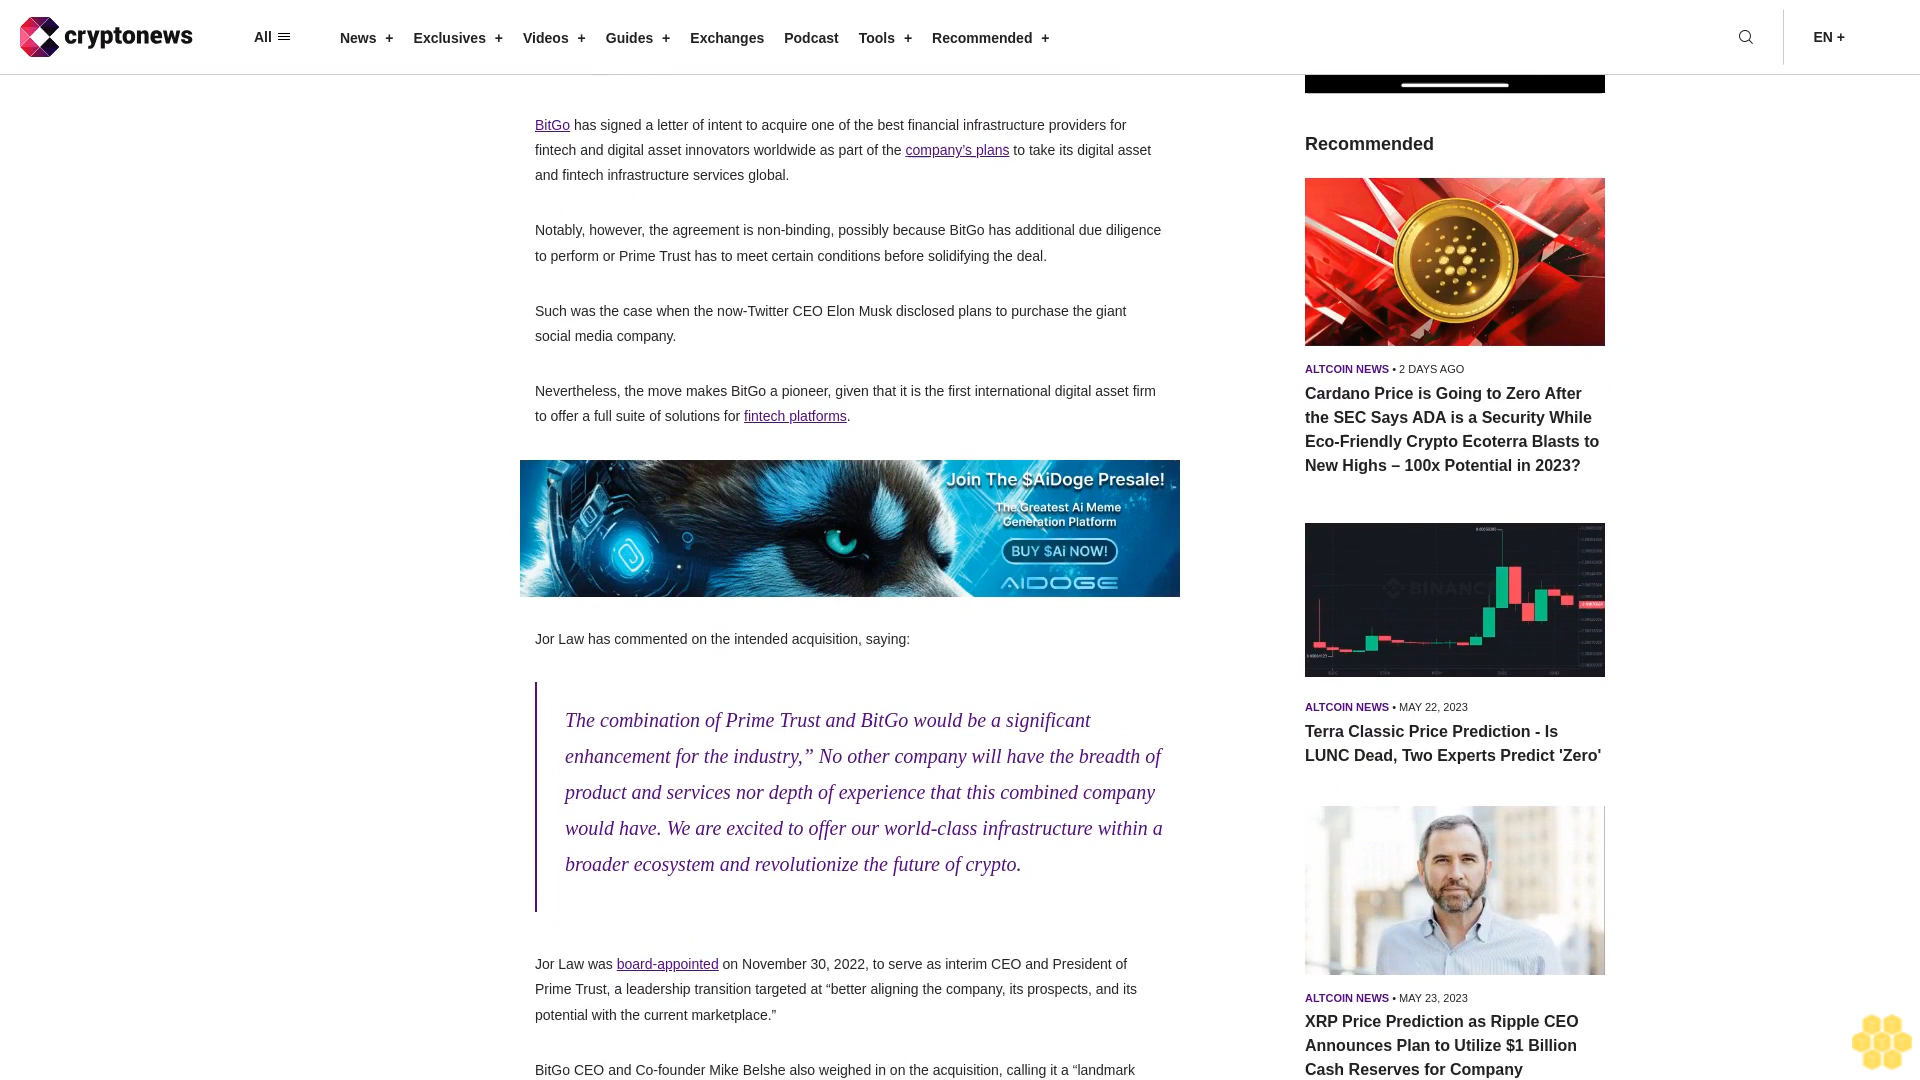 cryptonews
All
News +
Exclusives +
Videos +
Guides +
Exchanges
Podcast
Tools +
Recommended +
EN +
BitGo has signed a letter of intent to acquire one of the best financial infrastructure providers for
fintech and digital asset innovators worldwide as part of the company’s plans to take its digital asset
and fintech infrastructure services global.
Notably, however, the agreement is non-binding, possibly because BitGo has additional due diligence
to perform or Prime Trust has to meet certain conditions before solidifying the deal.
Such was the case when the now-Twitter CEO Elon Musk disclosed plans to purchase the giant
social media company.
Nevertheless, the move makes BitGo a pioneer, given that it is the first international digital asset firm
to offer a full suite of solutions for fintech platforms.
Join The $AiDoge Presale!
The Greatest Ai Meme
Generation Platform
BUY $Ai NOW!
AIDOGE
Jor Law has commented on the intended acquisition, saying:
The combination of Prime Trust and BitGo would be a significant
enhancement for the industry,” No other company will have the breadth of
product and services nor depth of experience that this combined company
would have. We are excited to offer our world-class infrastructure within a
broader ecosystem and revolutionize the future of crypto.
Jor Law was board-appointed on November 30, 2022, to serve as interim CEO and President of
Prime Trust, a leadership transition targeted at “better aligning the company, its prospects, and its
potential with the current marketplace.”
BitGo CEO and Co-founder Mike Belshe also weighed in on the acquisition, calling it a “landmark
Recommended
ALTCOIN NEWS • 2 DAYS AGO
Cardano Price is Going to Zero After
the SEC Says ADA is a Security While
Eco-Friendly Crypto Ecoterra Blasts to
New Highs – 100x Potential in 2023?
BINANCE
ALTCOIN NEWS • MAY 22, 2023
Terra Classic Price Prediction - Is
LUNC Dead, Two Experts Predict 'Zero'
ALTCOIN NEWS • MAY 23, 2023
XRP Price Prediction as Ripple CEO
Announces Plan to Utilize $1 Billion
Cash Reserves for Company